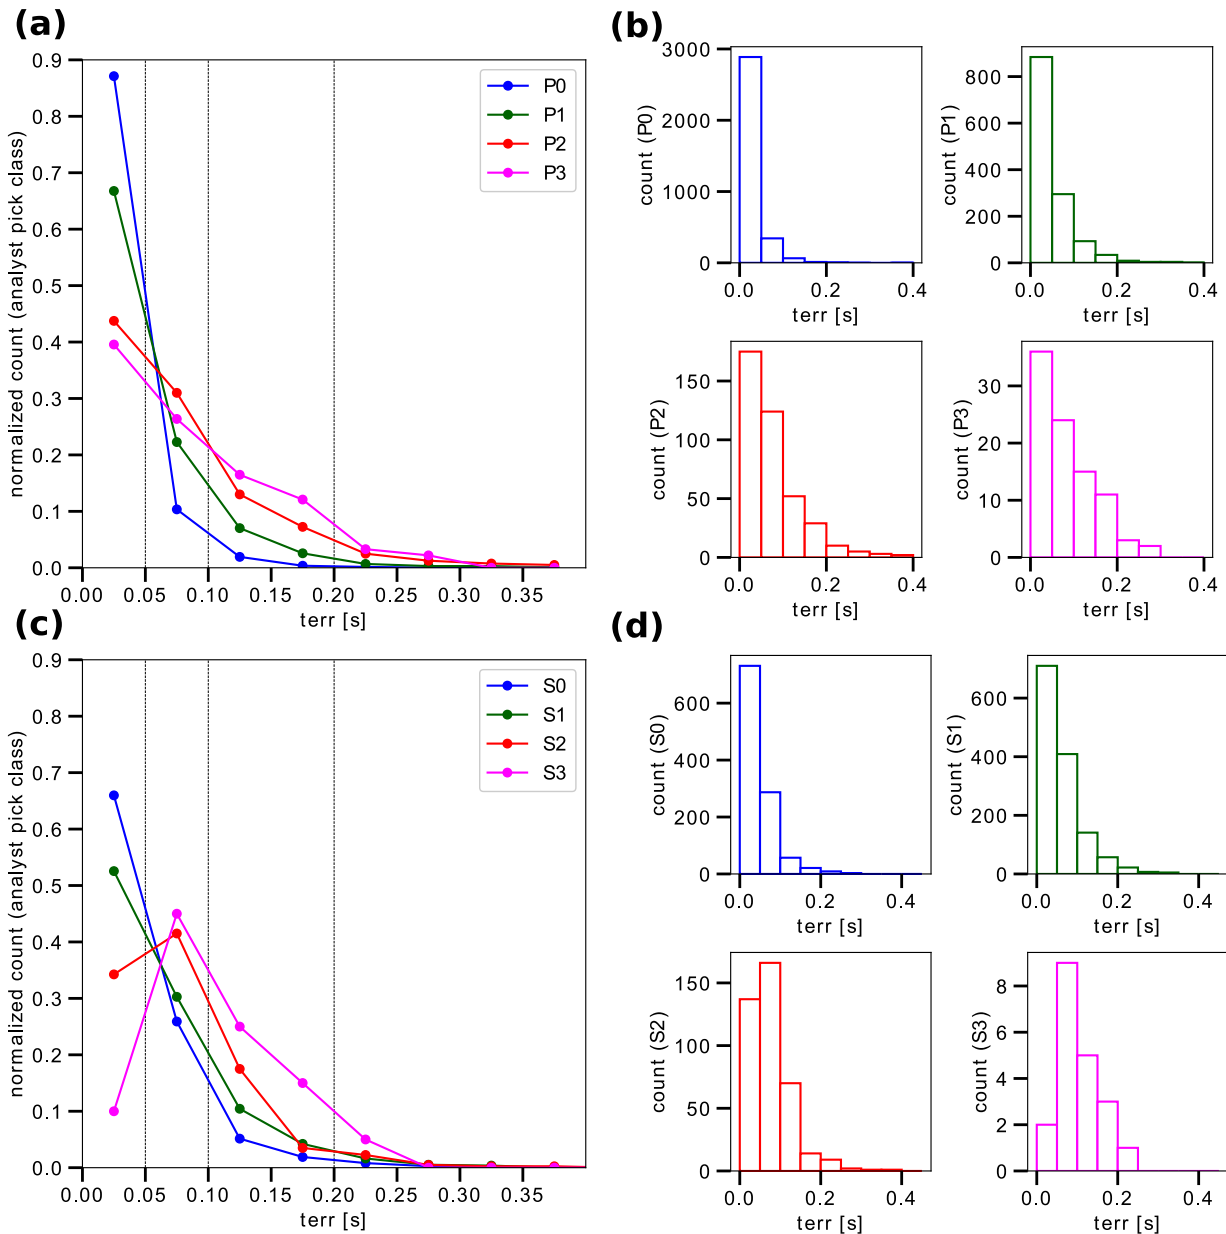 (a)
normalized count (analyst pick class)
0.9
0.8
0.7
0.6
0.5
0.4
0.3
0.2
0.1
0.0
P0
P1
P2
P3
0.00 0.05 0.10 0.15 0.20 0.25 0.30 0.35
terr [s]
(b)
count (P0)
3000
2000
1000
0
0.0 0.2 0.4
terr [s]
count (P1)
800
600
400
200
0
0.0 0.2 0.4
terr [s]
count (P2)
150
100
50
0
0.0 0.2 0.4
terr [s]
count (P3)
30
20
10
0
0.0 0.2 0.4
terr [s]
(c)
normalized count (analyst pick class)
0.9
0.8
0.7
0.6
0.5
0.4
0.3
0.2
0.1
0.0
S0
S1
S2
S3
0.00 0.05 0.10 0.15 0.20 0.25 0.30 0.35
terr [s]
(d)
count (S0)
600
400
200
0
0.0 0.2 0.4
terr [s]
count (S1)
600
400
200
0
0.0 0.2 0.4
terr [s]
count (S2)
150
100
50
0
0.0 0.2 0.4
terr [s]
count (S3)
8
6
4
2
0
0.0 0.2 0.4
terr [s]